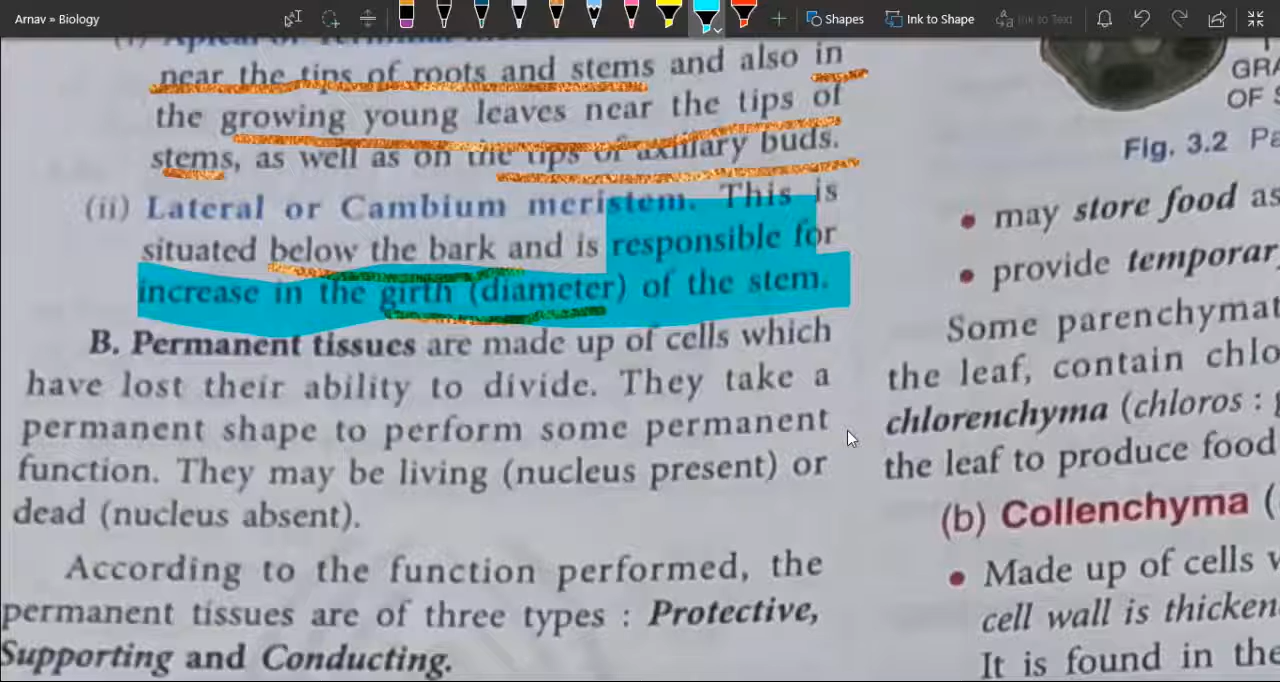 Arnav » Biology
Shapes
Ink to Shape
Ink to Text
near the tips of roots and stems and also in
the growing young leaves near the tips of
stems, as well as on the tips of axillary buds.
(ii) Lateral or Cambium meristem. This is
situated below the bark and is responsible for
increase in the girth (diameter) of the stem.
B. Permanent tissues are made up of cells which
have lost their ability to divide. They take a
permanent shape to perform some permanent
function. They may be living (nucleus present) or
dead (nucleus absent).
According to the function performed, the
permanent tissues are of three types : Protective,
Supporting and Conducting.
OF
Fig. 3.2
• may store food as
• provide
Some
the leaf, contain
chlorenchyma (chloros :
the leaf to produce food
(b) Collenchyma (
• Made up of cells
cell wall is
It is found in the